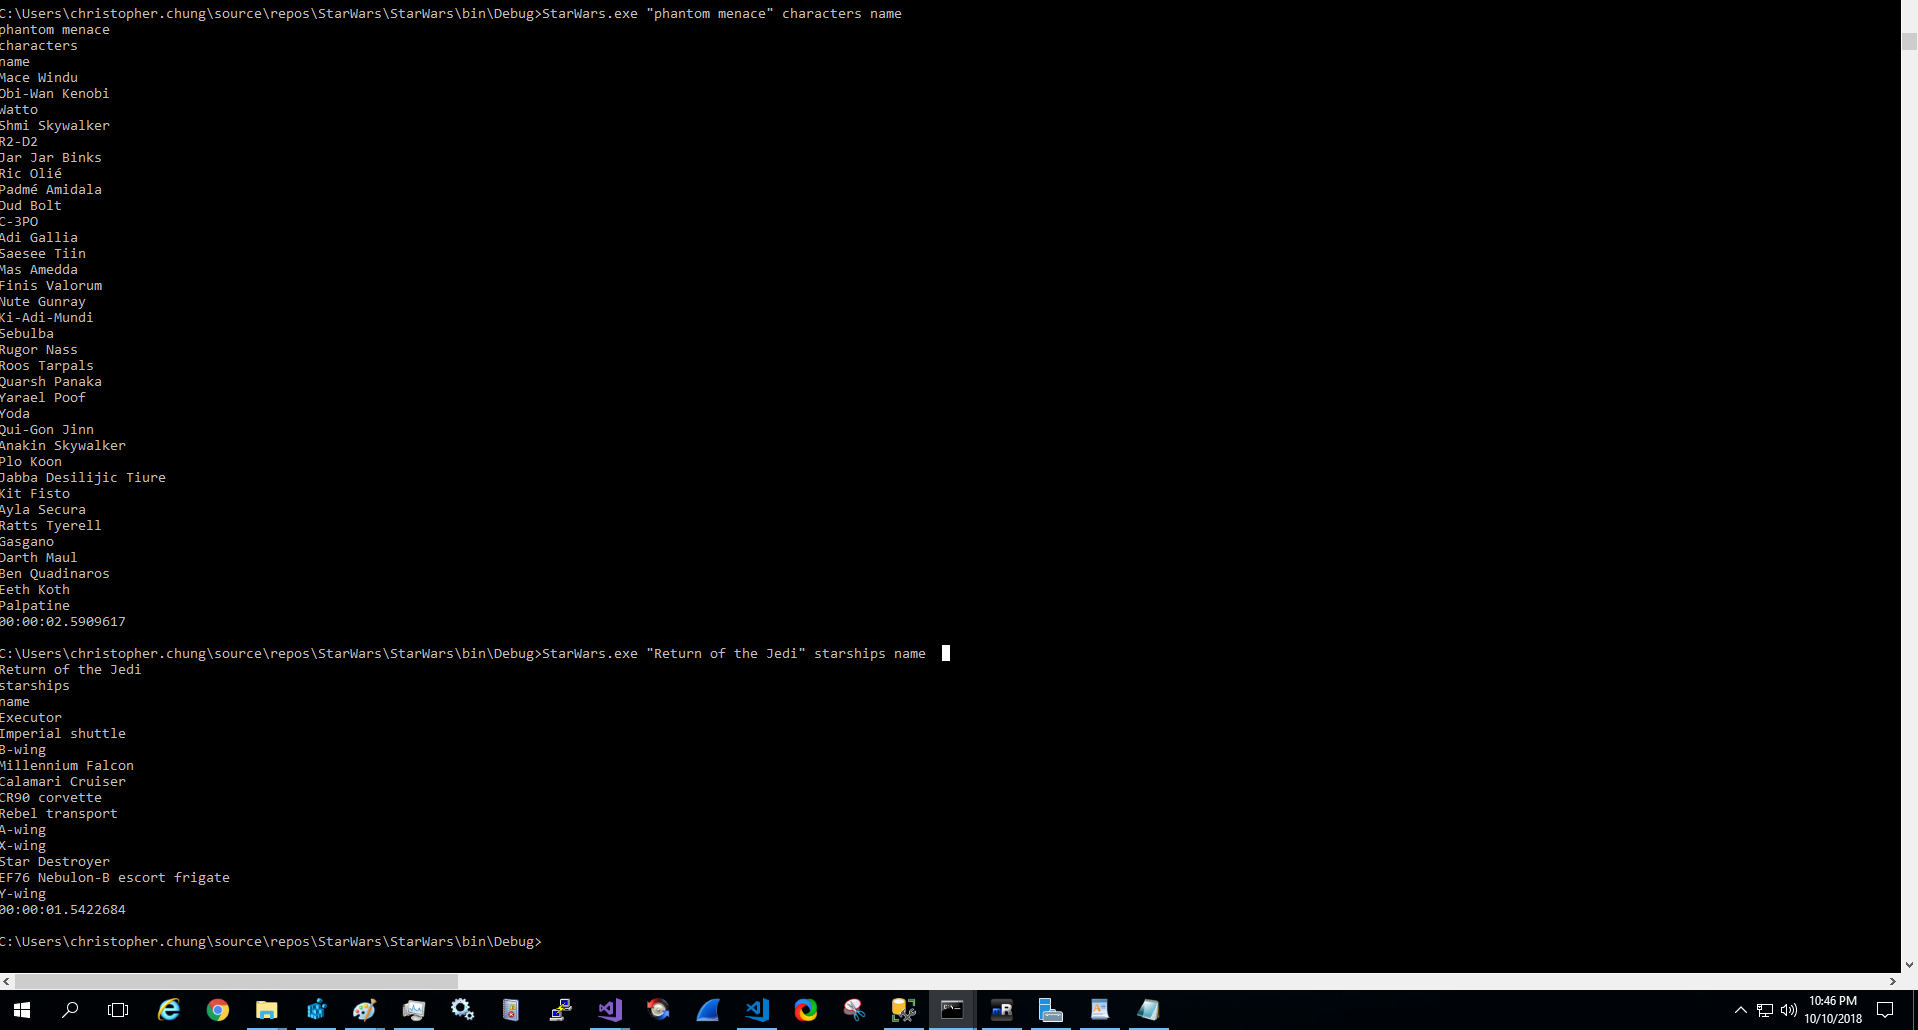 C:\Users\christopher.chung\source\repos\StarWars\StarWars\bin\Debug>StarWars.exe "phantom menace" characters name
phantom menace
characters
name
Mace Windu
Obi-Wan Kenobi
Watto
Shmi Skywalker
R2-D2
Jar Jar Binks
Ric Olié
Padmé Amidala
Dud Bolt
C-3PO
Adi Gallia
Saesee Tiin
Mas Amedda
Finis Valorum
Nute Gunray
Ki-Adi-Mundi
Sebulba
Rugor Nass
Roos Tarpals
Quarsh Panaka
Yarael Poof
Yoda
Qui-Gon Jinn
Anakin Skywalker
Plo Koon
Jabba Desilijic Tiure
Kit Fisto
Ayla Secura
Ratts Tyerell
Gasgano
Darth Maul
Ben Quadinaros
Eeth Koth
Palpatine
00:00:02.5909617
C:\Users\christopher.chung\source\repos\StarWars\StarWars\bin\Debug>StarWars.exe "Return of the Jedi" starships name
Return of the Jedi
starships
name
Executor
Imperial shuttle
B-wing
Millennium Falcon
Calamari Cruiser
CR90 corvette
Rebel transport
A-wing
X-wing
Star Destroyer
EF76 Nebulon-B escort frigate
Y-wing
00:00:01.5422684
C:\Users\christopher.chung\source\repos\StarWars\StarWars\bin\Debug>
mR
10:46 PM
10/10/2018